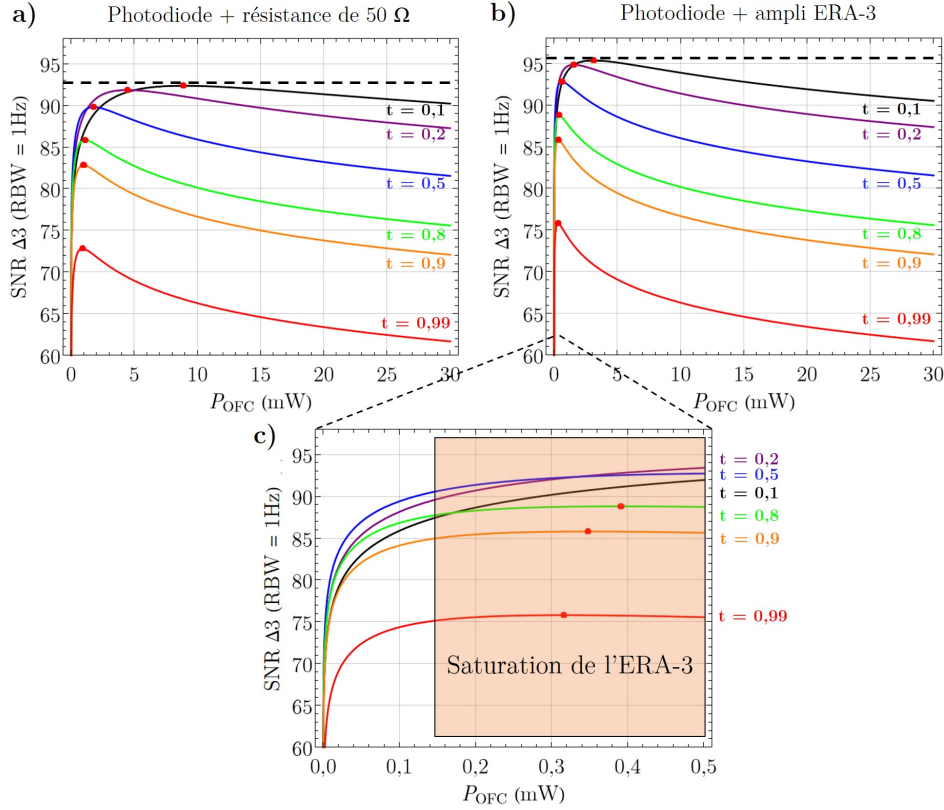 a) Photodiode + résistance de 50 Ω
SNR Δ3 (RBW = 1Hz)
95
90
85
80
75
70
65
60
0 5 10 15 20 25 30
P_OFC (mW)
t = 0,1
t = 0,2
t = 0,5
t = 0,8
t = 0,9
t = 0,99
b) Photodiode + ampli ERA-3
SNR Δ3 (RBW = 1Hz)
95
90
85
80
75
70
65
60
0 5 10 15 20 25 30
P_OFC (mW)
t = 0,1
t = 0,2
t = 0,5
t = 0,8
t = 0,9
t = 0,99
c)
SNR Δ3 (RBW = 1Hz)
95
90
85
80
75
70
65
60
0,0 0,1 0,2 0,3 0,4 0,5
P_OFC (mW)
Saturation de l'ERA-3
t = 0,2
t = 0,5
t = 0,1
t = 0,8
t = 0,9
t = 0,99